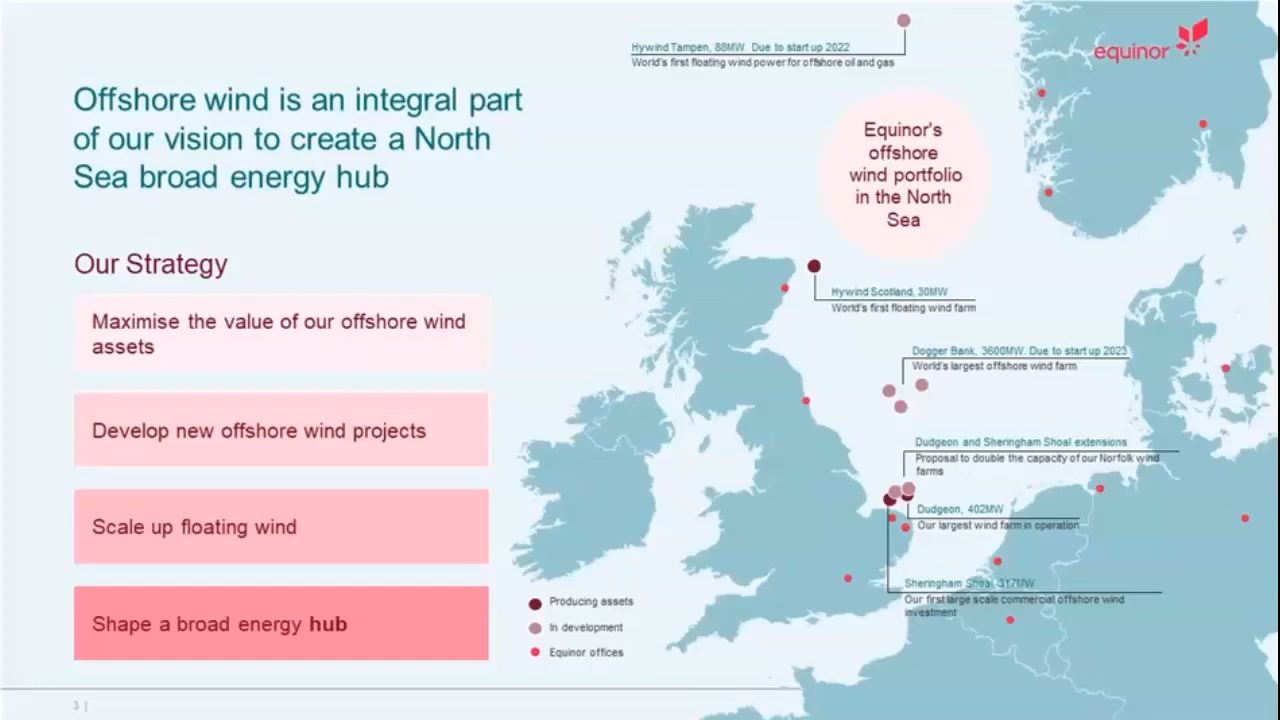 Hywind Tampen, 88MW. Due to start up 2022
World's first floating wind power for offshore oil and gas
equinor
Offshore wind is an integral part
of our vision to create a North
Sea broad energy hub
Equinor's
offshore
wind portfolio
in the North
Sea
Our Strategy
Maximise the value of our offshore wind
assets
Develop new offshore wind projects
Scale up floating wind
Shape a broad energy hub
Hywind Scotland, 30MW
World's first floating wind farm
Dogger Bank, 3600MW. Due to start up 2023
World's largest offshore wind farm
Dudgeon and Sheringham Shoal extensions
Proposal to double the capacity of our Norfolk wind
farms
Dudgeon, 402MW
Our largest wind farm in operation
Sheringham Shoal 317MW
Our first large scale commercial offshore wind
investment
Producing assets
In development
Equinor offices
3 |